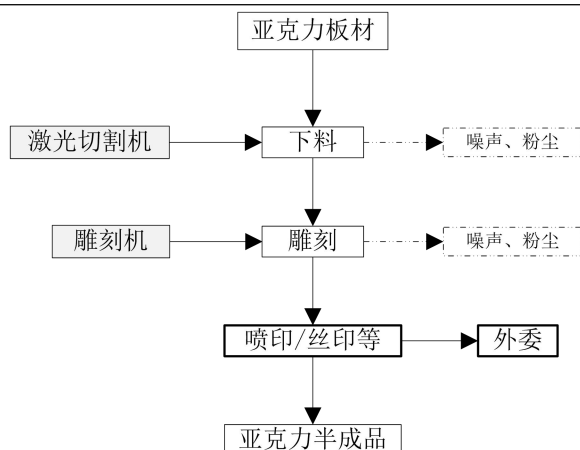 亚克力板材
激光切割机
下料
噪声、粉尘
雕刻机
雕刻
噪声、粉尘
喷印/丝印等
外委
亚克力半成品